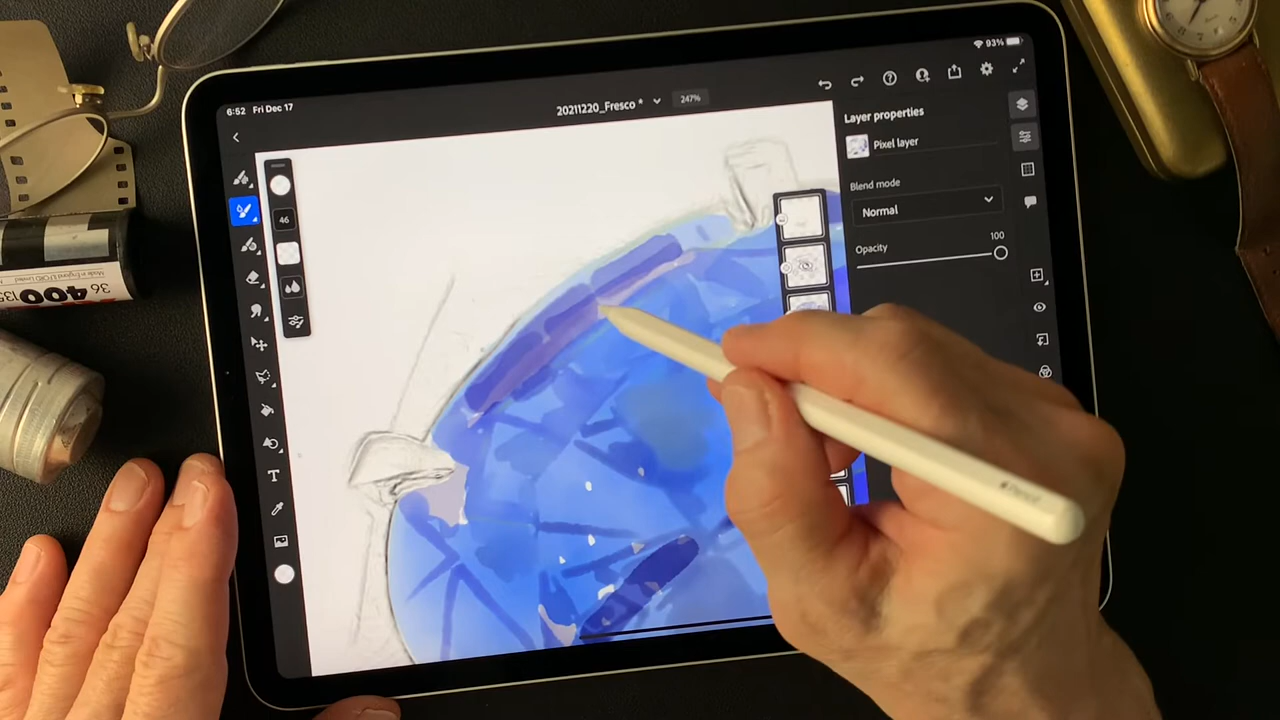 6:52 Fri Dec 17
93%
20211220_Fresco *
247%
Layer properties
Pixel layer
Blend mode
Normal
Opacity
100
46
T
36
400
Pencil